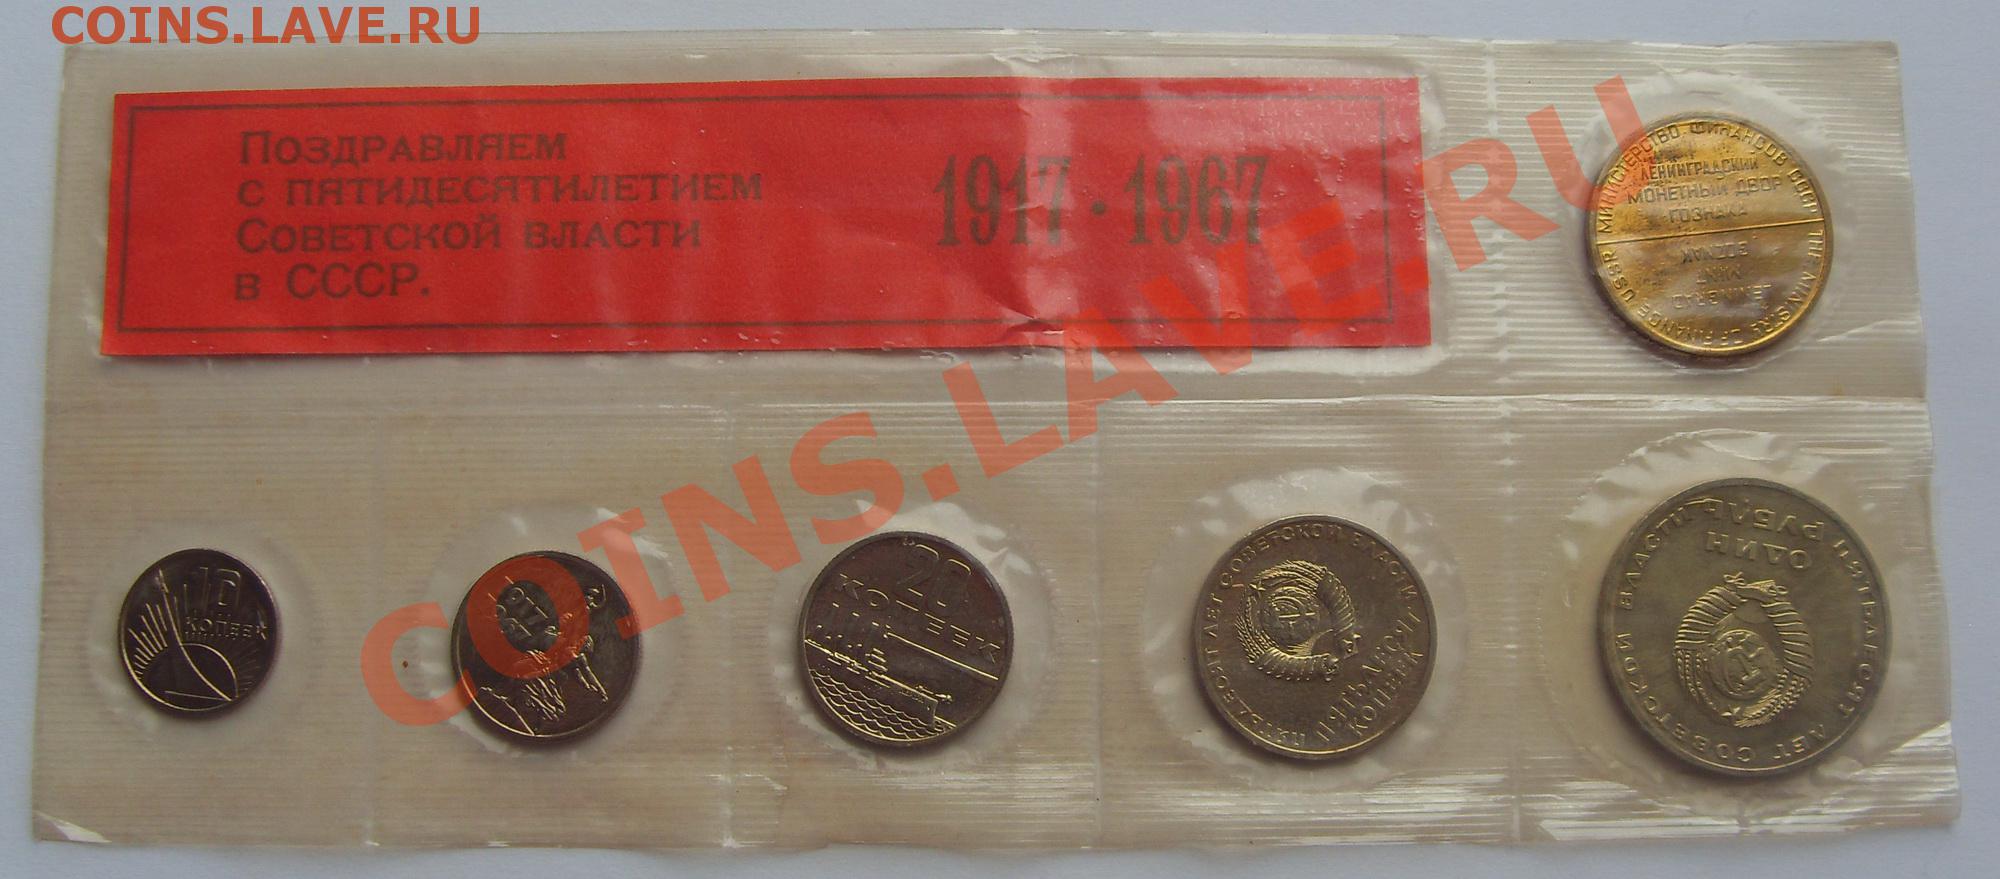 COINS.LAVE.RU
Поздравляем
с пятидесятилетием
Советской власти
в СССР.
1917 · 1967
МИНИСТЕРСТВО ФИНАНСОВ СССР
ЛЕНИНГРАДСКИЙ
МОНЕТНЫЙ ДВОР
ГОЗНАКА
THE MINISTRY OF FINANCE USSR
LENINGRAD
MINT
COINS.LAVE.RU
10
КОПЕЕК
20
КОПЕЕК
ПЯТЬДЕСЯТ ЛЕТ СОВЕТСКОЙ ВЛАСТИ
ПЯТЬДЕСЯТ
КОПЕЕК
ПЯТЬДЕСЯТ ЛЕТ СОВЕТСКОЙ ВЛАСТИ
ОДИН
РУБЛЬ